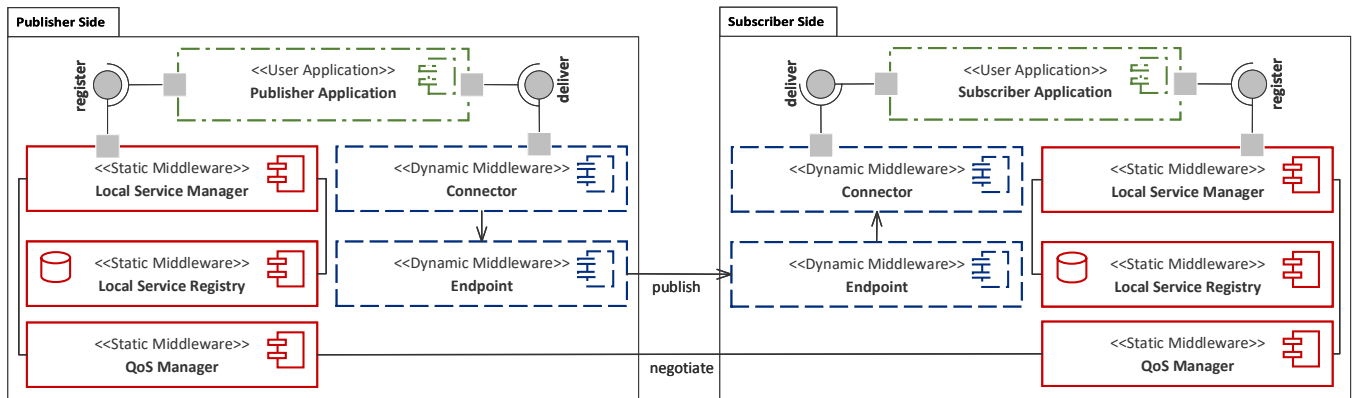 Publisher Side
register
<<User Application>>
Publisher Application
deliver
<<Static Middleware>>
Local Service Manager
<<Dynamic Middleware>>
Connector
<<Static Middleware>>
Local Service Registry
<<Dynamic Middleware>>
Endpoint
<<Static Middleware>>
QoS Manager
publish
negotiate
Subscriber Side
deliver
<<User Application>>
Subscriber Application
register
<<Dynamic Middleware>>
Connector
<<Static Middleware>>
Local Service Manager
<<Dynamic Middleware>>
Endpoint
<<Static Middleware>>
Local Service Registry
<<Static Middleware>>
QoS Manager